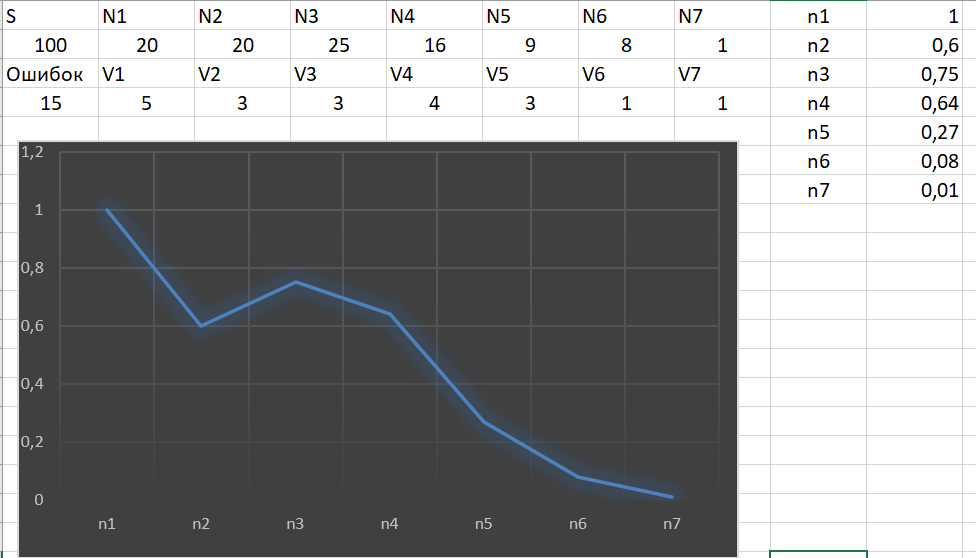 S N1 N2 N3 N4 N5 N6 N7 n1 1
100 20 20 25 16 9 8 1 n2 0,6
Ошибок V1 V2 V3 V4 V5 V6 V7 n3 0,75
15 5 3 3 4 3 1 1 n4 0,64
n5 0,27
n6 0,08
n7 0,01
1,2
1
0,8
0,6
0,4
0,2
0
n1 n2 n3 n4 n5 n6 n7